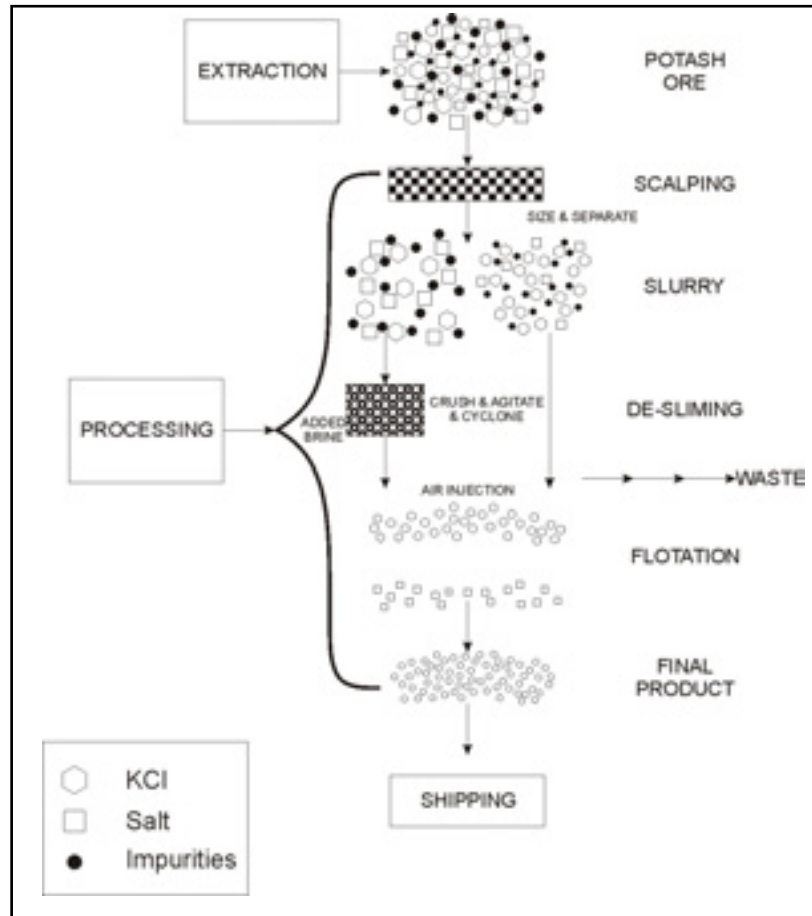 EXTRACTION
POTASH
ORE
SCALPING
SIZE & SEPARATE
SLURRY
PROCESSING
ADDED
BRINE
CRUSH & AGITATE
& CYCLONE
DE-SLIMING
WASTE
AIR INJECTION
FLOTATION
FINAL
PRODUCT
SHIPPING
KCl
Salt
Impurities